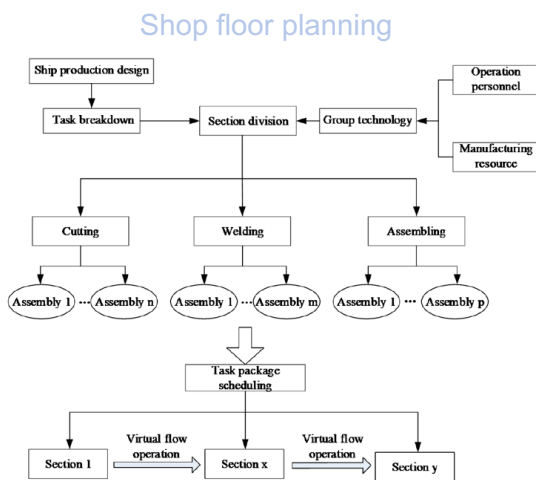 Shop floor planning
Ship production design
Operation
personnel
Task breakdown
Section division
Group technology
Manufacturing
resource
Cutting
Welding
Assembling
Assembly 1 ... Assembly n
Assembly 1 ... Assembly m
Assembly 1 ... Assembly p
Task package
scheduling
Virtual flow
operation
Virtual flow
operation
Section 1
Section x
Section y